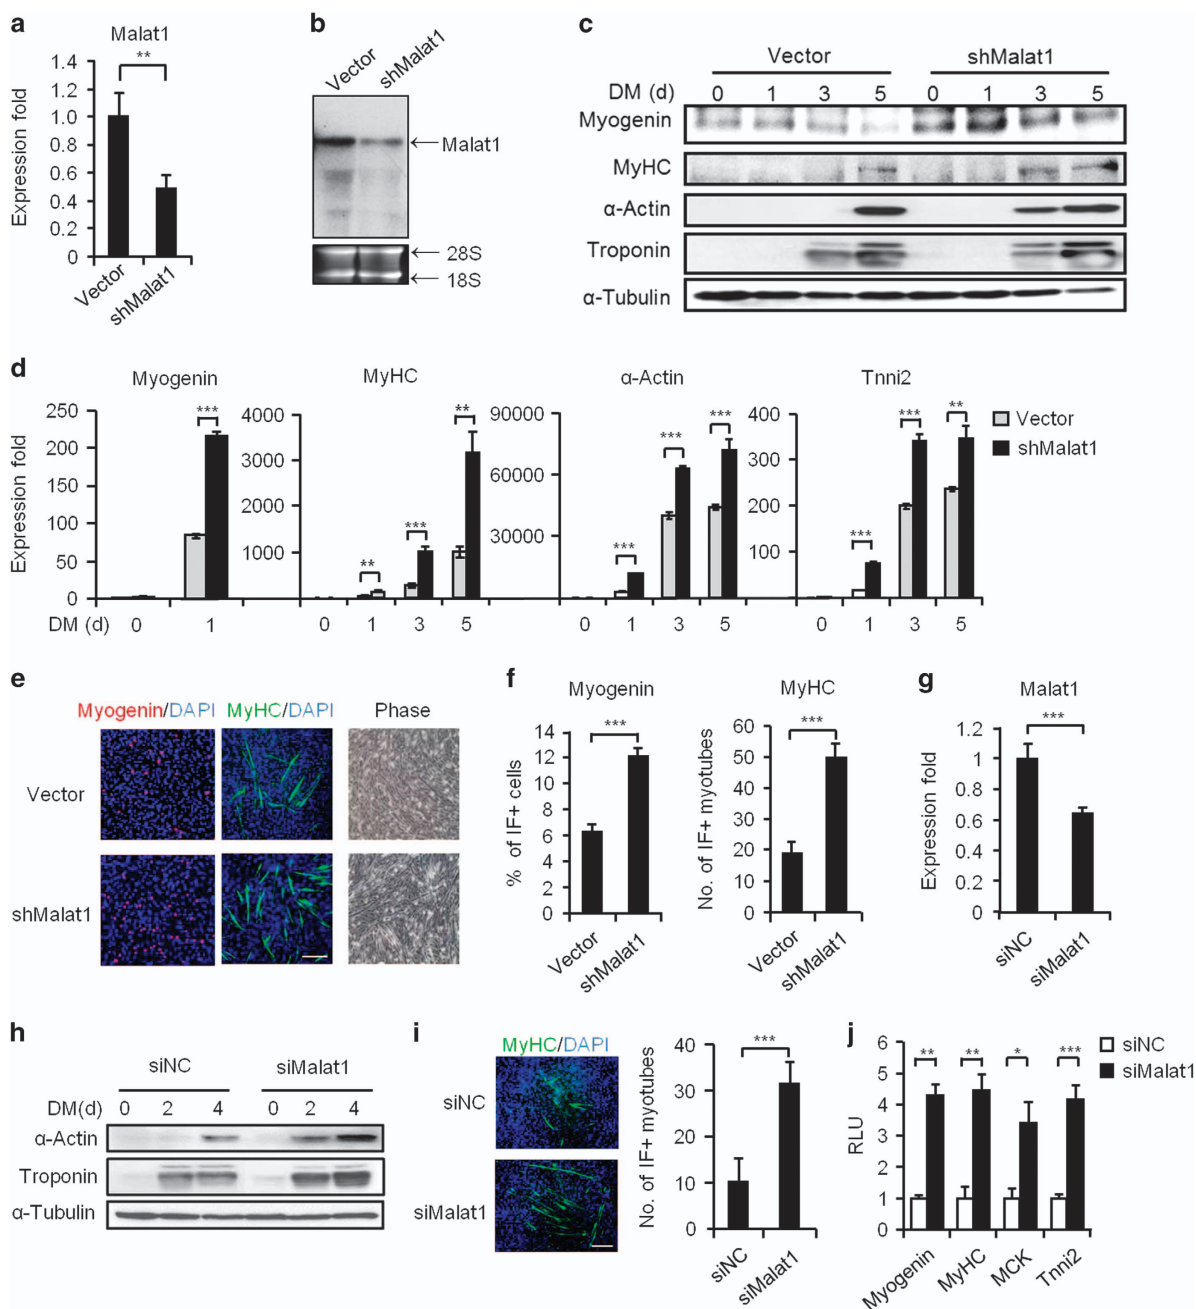 a
Malat1
**
Expression fold
1.4
1.2
1.0
0.8
0.6
0.4
0.2
0
Vector
shMalat1
b
Vector
shMalat1
Malat1
28S
18S
c
Vector
shMalat1
DM (d)
0
1
3
5
0
1
3
5
Myogenin
MyHC
α-Actin
Troponin
α-Tubulin
d
Expression fold
Myogenin
250
200
150
100
50
0
***
MyHC
4000
3000
2000
1000
**
***
**
α-Actin
90000
60000
30000
***
***
***
Tnni2
400
300
200
100
***
***
**
Vector
shMalat1
DM (d)
0
1
0
1
3
5
0
1
3
5
0
1
3
5
e
Myogenin/DAPI
MyHC/DAPI
Phase
Vector
shMalat1
f
Myogenin
% of IF+ cells
14
12
10
8
6
4
2
0
***
Vector
shMalat1
MyHC
No. of IF+ myotubes
60
50
40
30
20
10
0
***
Vector
shMalat1
g
Malat1
Expression fold
1.2
1
0.8
0.6
0.4
0.2
0
***
siNC
siMalat1
h
siNC
siMalat1
DM(d)
0
2
4
0
2
4
α-Actin
Troponin
α-Tubulin
i
MyHC/DAPI
siNC
siMalat1
No. of IF+ myotubes
40
30
20
10
0
***
siNC
siMalat1
j
siNC
siMalat1
RLU
6
5
4
3
2
1
0
**
**
*
***
Myogenin
MyHC
MCK
Tnni2